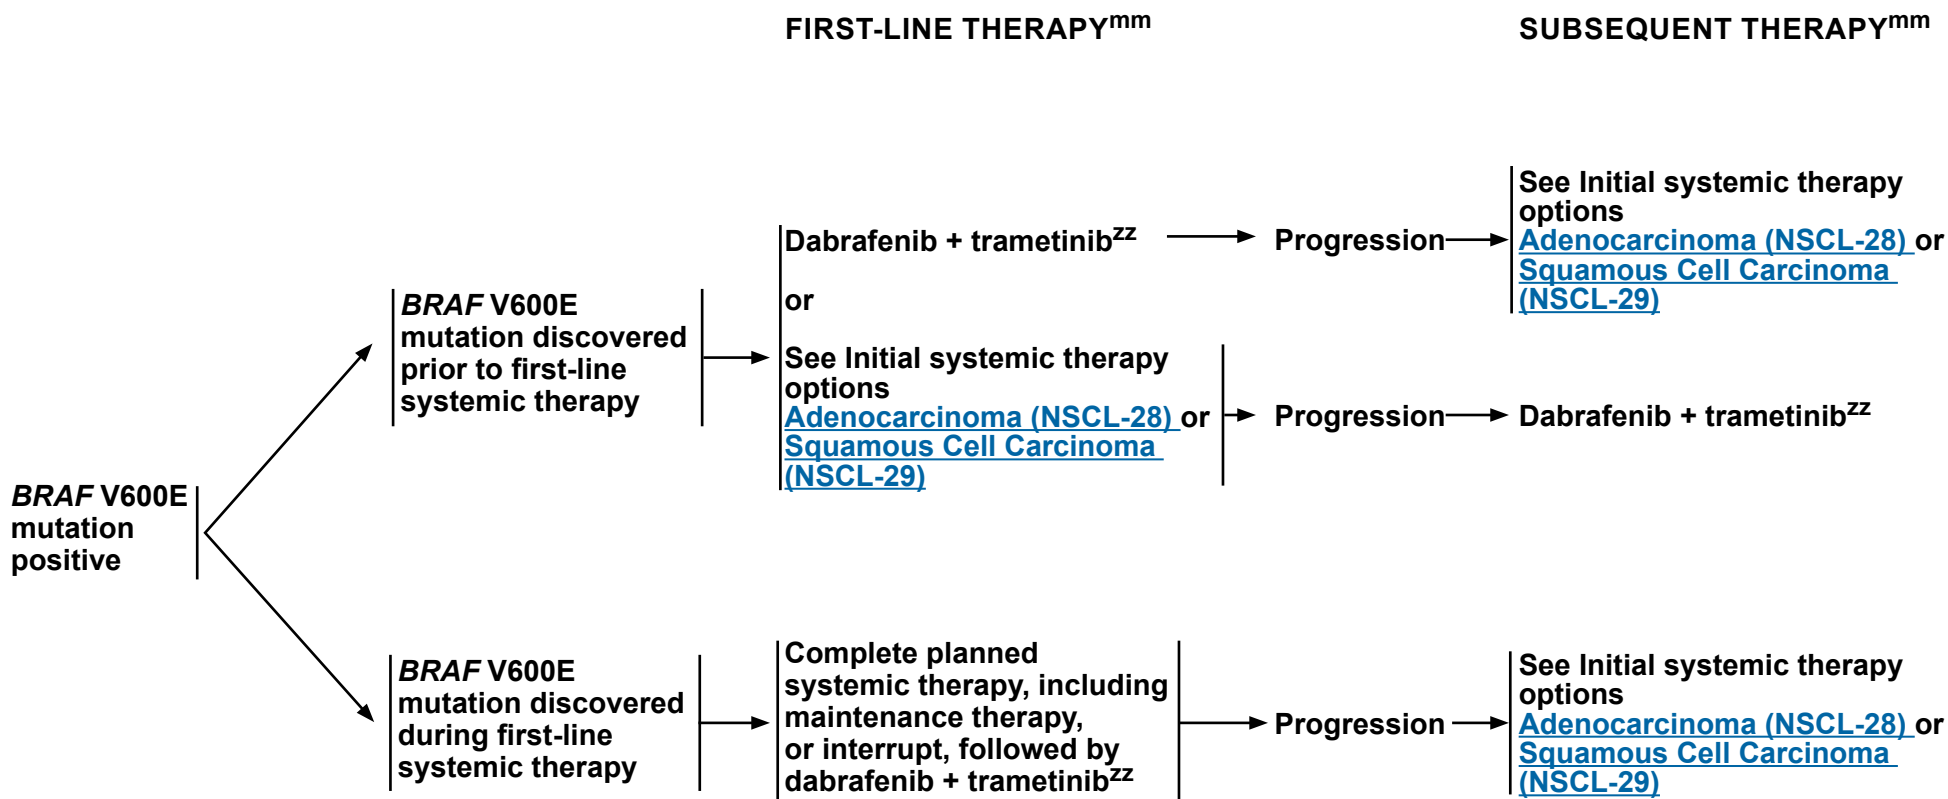 FIRST-LINE THERAPYmm
SUBSEQUENT THERAPYmm
BRAF V600E
mutation
positive
BRAF V600E
mutation discovered
prior to first-line
systemic therapy
Dabrafenib + trametinibzz
or
See Initial systemic therapy
options
Adenocarcinoma (NSCL-28) or
Squamous Cell Carcinoma
(NSCL-29)
Progression
See Initial systemic therapy
options
Adenocarcinoma (NSCL-28) or
Squamous Cell Carcinoma
(NSCL-29)
Progression
Dabrafenib + trametinibzz
BRAF V600E
mutation discovered
during first-line
systemic therapy
Complete planned
systemic therapy, including
maintenance therapy,
or interrupt, followed by
dabrafenib + trametinibzz
Progression
See Initial systemic therapy
options
Adenocarcinoma (NSCL-28) or
Squamous Cell Carcinoma
(NSCL-29)